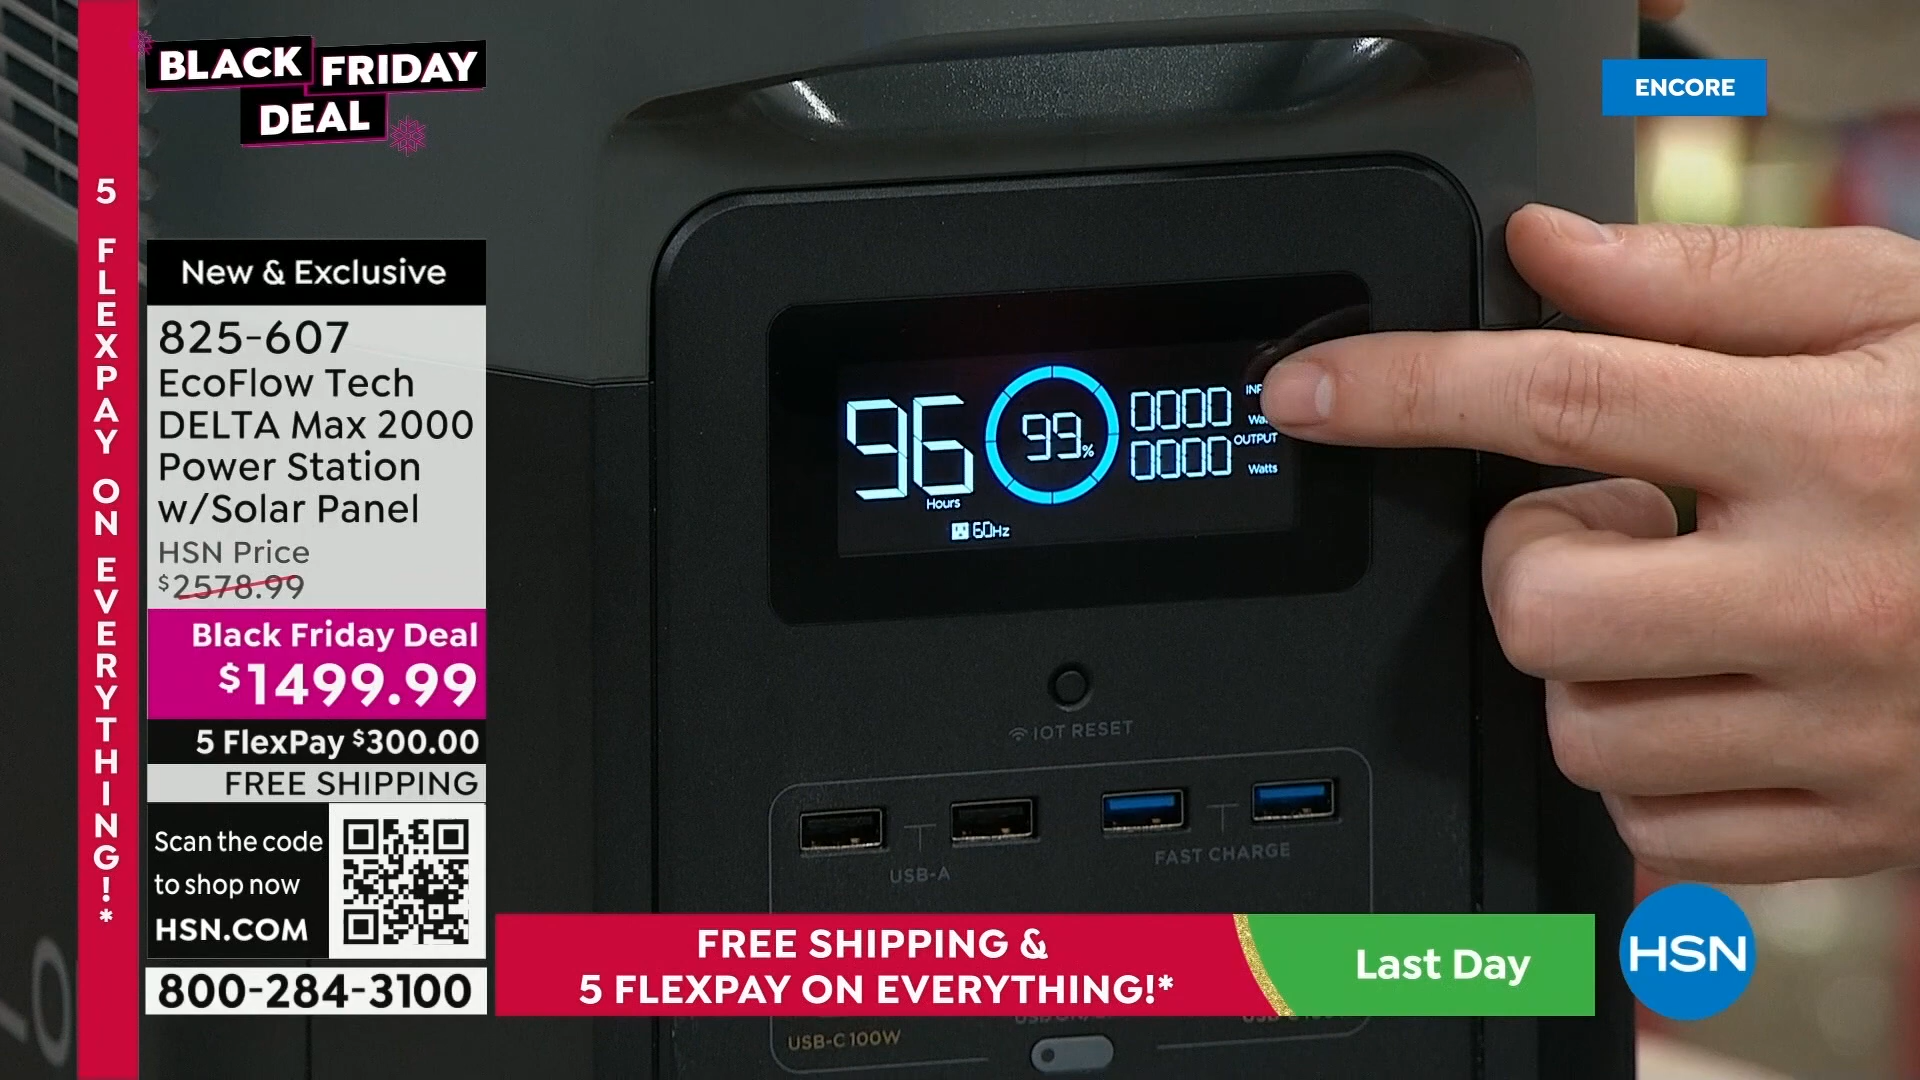 BLACK FRIDAY
DEAL
ENCORE
5 FLEXPAY ON EVERYTHING!*
New & Exclusive
825-607
EcoFlow Tech
DELTA Max 2000
Power Station
w/Solar Panel
HSN Price
$2578.99
Black Friday Deal
$1499.99
5 FlexPay $300.00
FREE SHIPPING
Scan the code
to shop now
HSN.COM
800-284-3100
96
Hours
99%
0000
0000
OUTPUT
Watts
60Hz
IOT RESET
USB-A
FAST CHARGE
FREE SHIPPING &
5 FLEXPAY ON EVERYTHING!*
Last Day
HSN
USB-C 100W